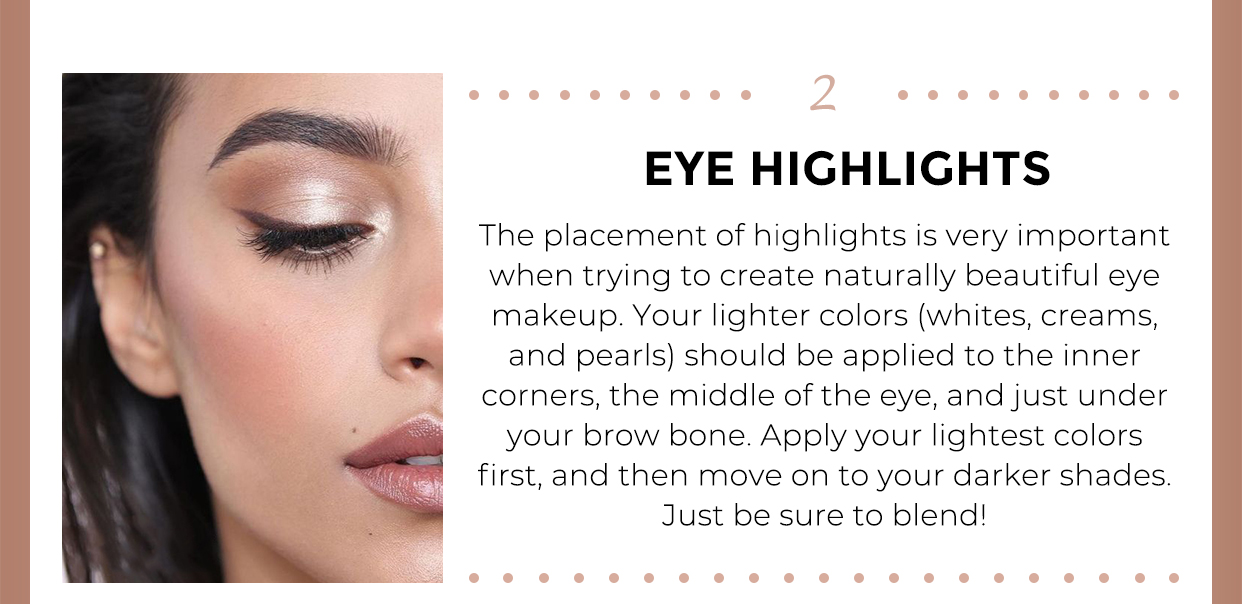 2
EYE HIGHLIGHTS
The placement of highlights is very important
when trying to create naturally beautiful eye
makeup. Your lighter colors (whites, creams,
and pearls) should be applied to the inner
corners, the middle of the eye, and just under
your brow bone. Apply your lightest colors
first, and then move on to your darker shades.
Just be sure to blend!